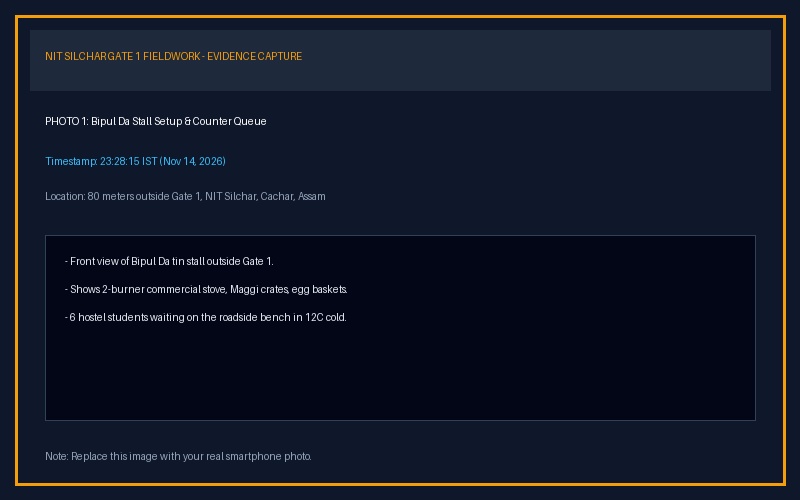 NIT SILCHAR GATE 1 FIELDWORK - EVIDENCE CAPTURE
PHOTO 1: Bipul Da Stall Setup & Counter Queue
Timestamp: 23:28:15 IST (Nov 14, 2026)
Location: 80 meters outside Gate 1, NIT Silchar, Cachar, Assam
- Front view of Bipul Da tin stall outside Gate 1.
- Shows 2-burner commercial stove, Maggi crates, egg baskets.
- 6 hostel students waiting on the roadside bench in 12C cold.
Note: Replace this image with your real smartphone photo.